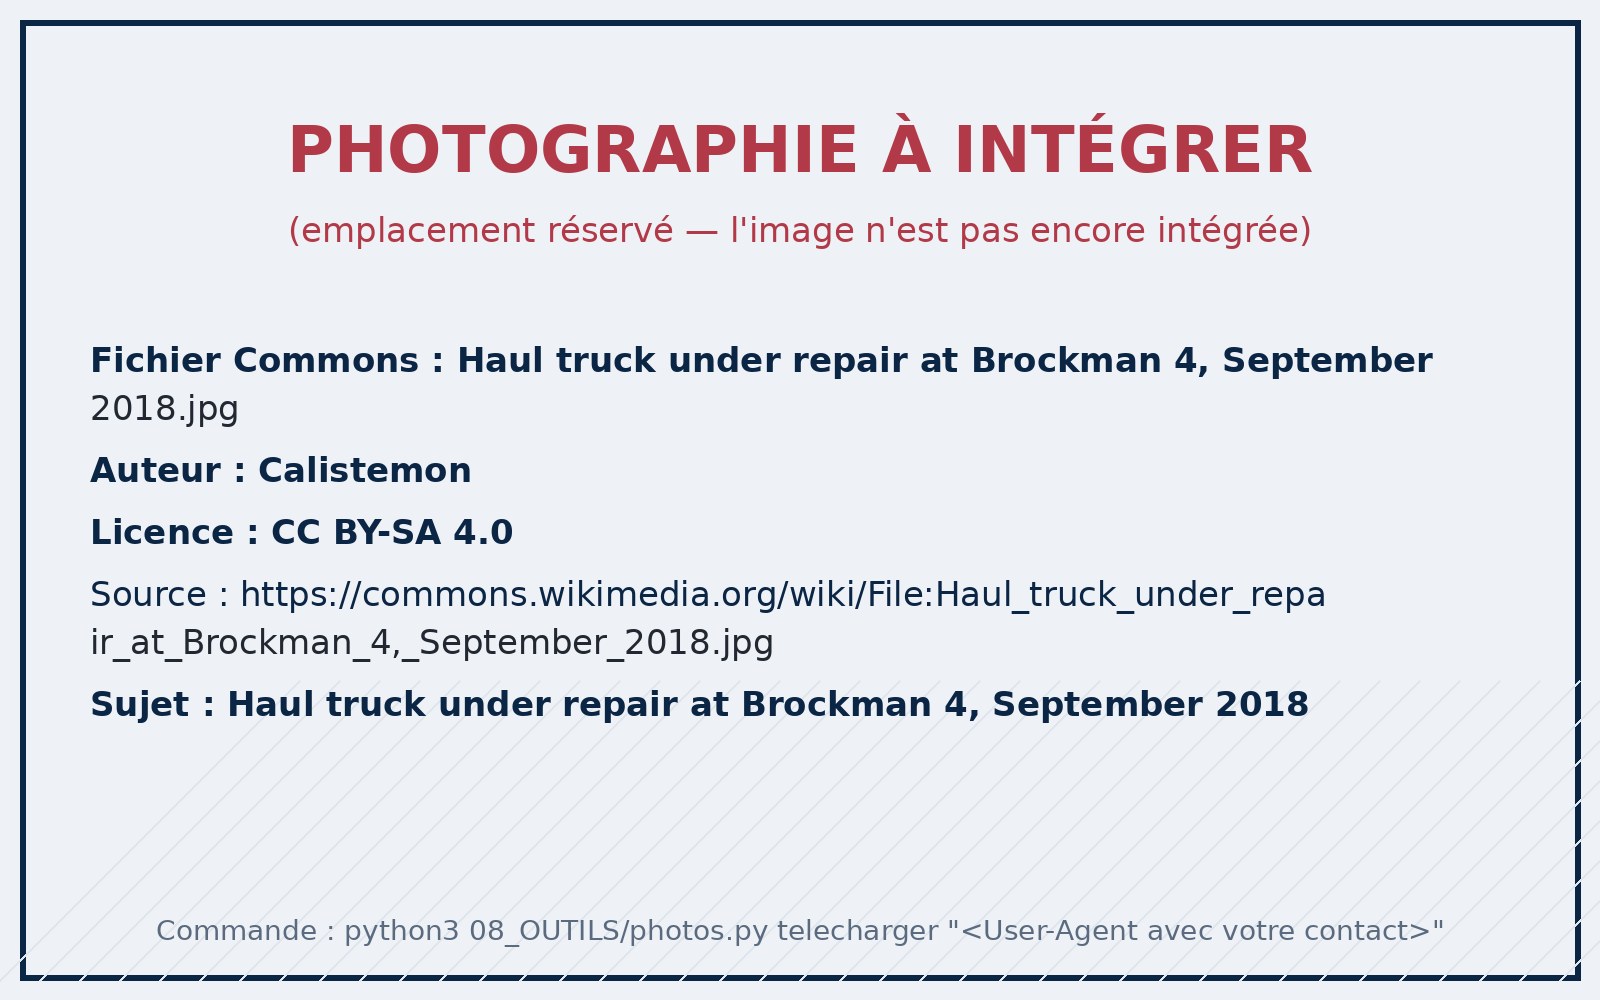 PHOTOGRAPHIE À INTÉGRER
(emplacement réservé — l'image n'est pas encore intégrée)
Fichier Commons : Haul truck under repair at Brockman 4, September
2018.jpg
Auteur : Calistemon
Licence : CC BY-SA 4.0
Source : https://commons.wikimedia.org/wiki/File:Haul_truck_under_repa
ir_at_Brockman_4,_September_2018.jpg
Sujet : Haul truck under repair at Brockman 4, September 2018
Commande : python3 08_OUTILS/photos.py telecharger "<User-Agent avec votre contact>"